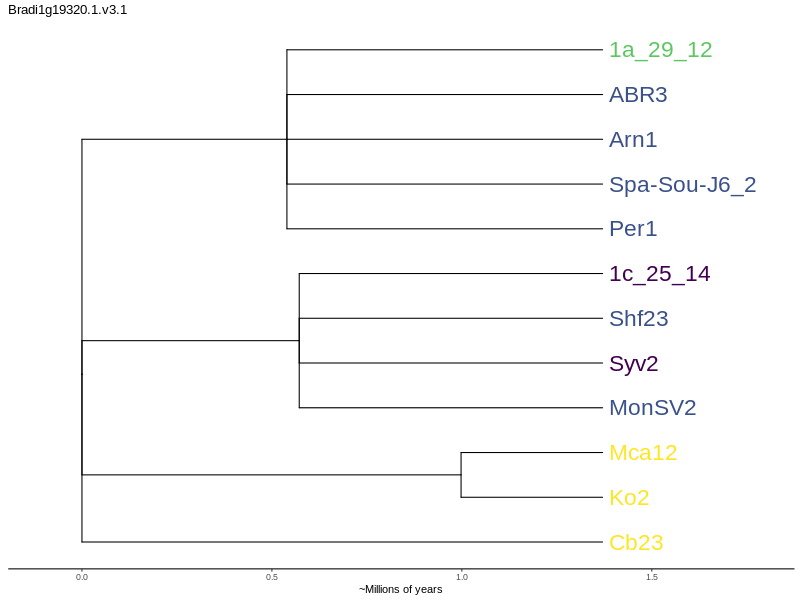 Bradi1g19320.1.v3.1
1a_29_12
ABR3
Arn1
Spa-Sou-J6_2
Per1
1c_25_14
Shf23
Syv2
MonSV2
Mca12
Ko2
Cb23
0.0 0.5 1.0 1.5
~Millions of years